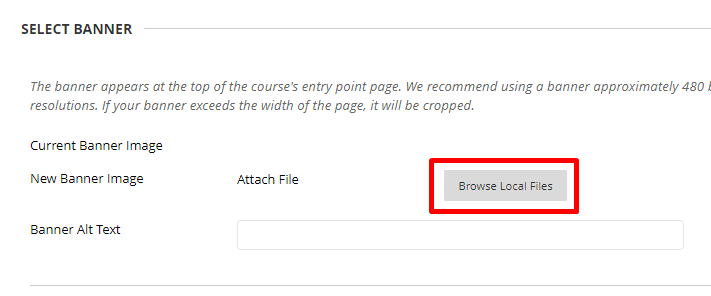 SELECT BANNER
The banner appears at the top of the course's entry point page. We recommend using a banner approximately 480
resolutions. If your banner exceeds the width of the page, it will be cropped.
Current Banner Image
New Banner Image Attach File Browse Local Files
Banner Alt Text